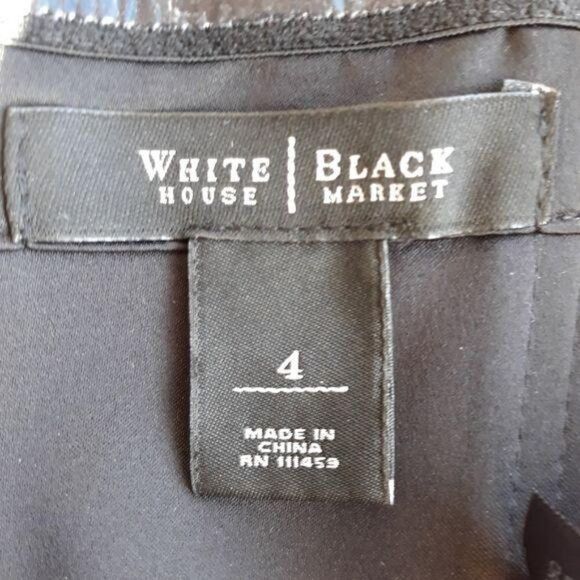 WHITE | BLACK
HOUSE | MARKET
4
MADE IN
CHINA
RN 111459